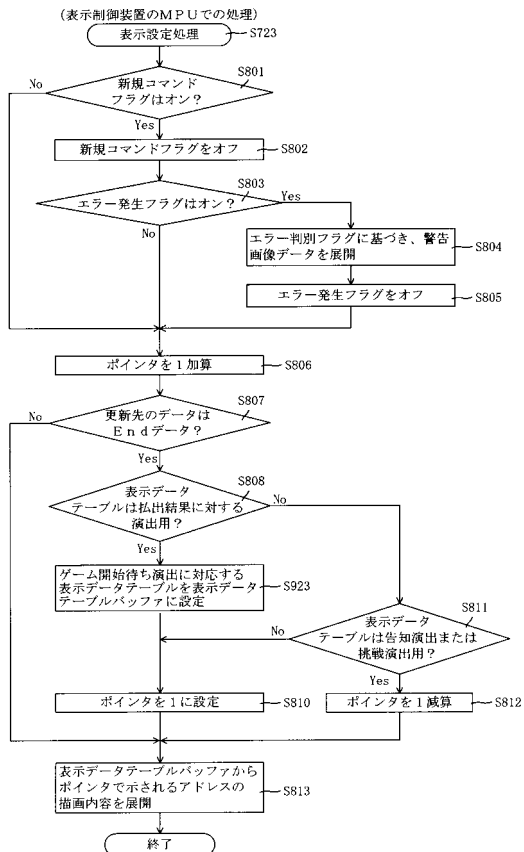 (表示制御装置のMPUでの処理)
表示設定処理
S723
S801
新規コマンド
フラグはオン?
No
Yes
新規コマンドフラグをオフ
S802
S803
エラー発生フラグはオン?
Yes
No
エラー判別フラグに基づき、警告
画像データを展開
S804
エラー発生フラグをオフ
S805
ポインタを1加算
S806
S807
更新先のデータは
Endデータ?
No
Yes
S808
表示データ
テーブルは払出結果に対する
演出用?
No
Yes
ゲーム開始待ち演出に対応する
表示データテーブルを表示データ
テーブルバッファに設定
S923
S811
表示データ
テーブルは告知演出または
挑戦演出用?
No
Yes
ポインタを1に設定
S810
ポインタを1減算
S812
表示データテーブルバッファから
ポインタで示されるアドレスの
描画内容を展開
S813
終了